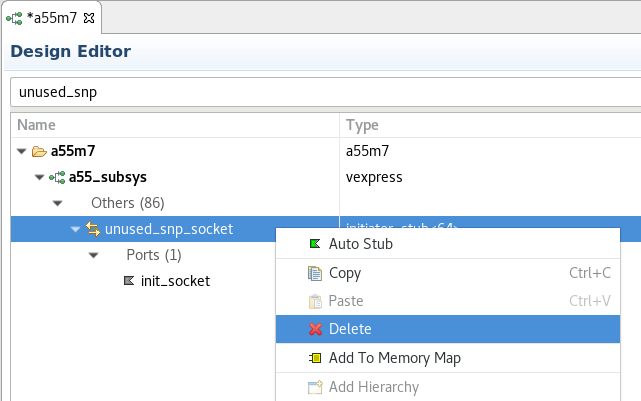 *a55m7
Design Editor
unused_snp
Name Type
a55m7 a55m7
a55_subsys vexpress
Others (86)
unused_snp_socket initiator_stub<64>
Auto Stub
Ports (1)
Copy Ctrl+C
init_socket
Paste Ctrl+V
Delete
Add To Memory Map
Add Hierarchy